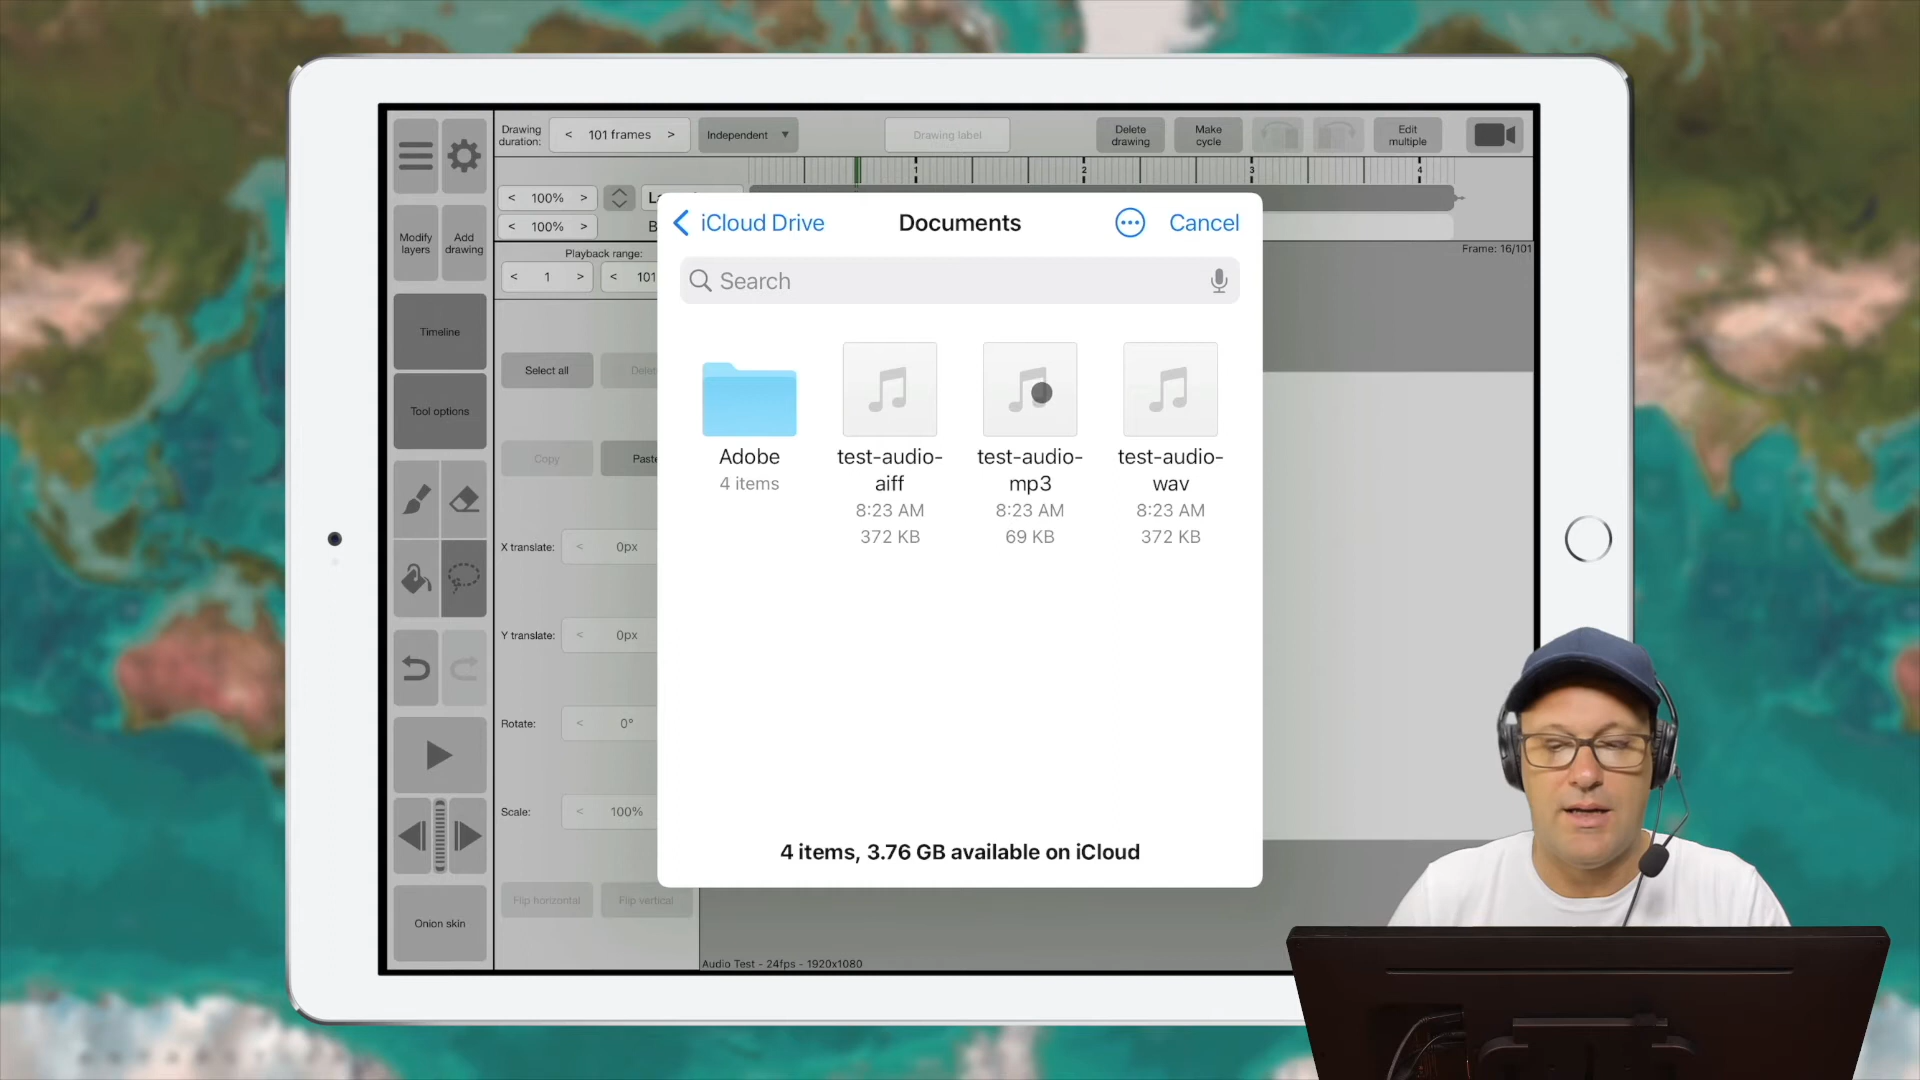 Drawing
duration:
< 101 frames >
Independent ▼
Drawing label
Delete
drawing
Make
cycle
Edit
multiple
1
2
3
4
< 100% >
< 100% >
Frame: 16/101
Modify
layers
Add
drawing
Playback range:
< 1 >
< 101
Timeline
Tool options
Select all
Copy
Paste
X translate:
< 0px
Y translate:
< 0px
Rotate:
< 0°
Scale:
< 100%
Flip horizontal
Flip vertical
Onion skin
Audio Test - 24fps - 1920x1080
iCloud Drive
Documents
Cancel
Search
Adobe
4 items
test-audio-
aiff
8:23 AM
372 KB
test-audio-
mp3
8:23 AM
69 KB
test-audio-
wav
8:23 AM
372 KB
4 items, 3.76 GB available on iCloud